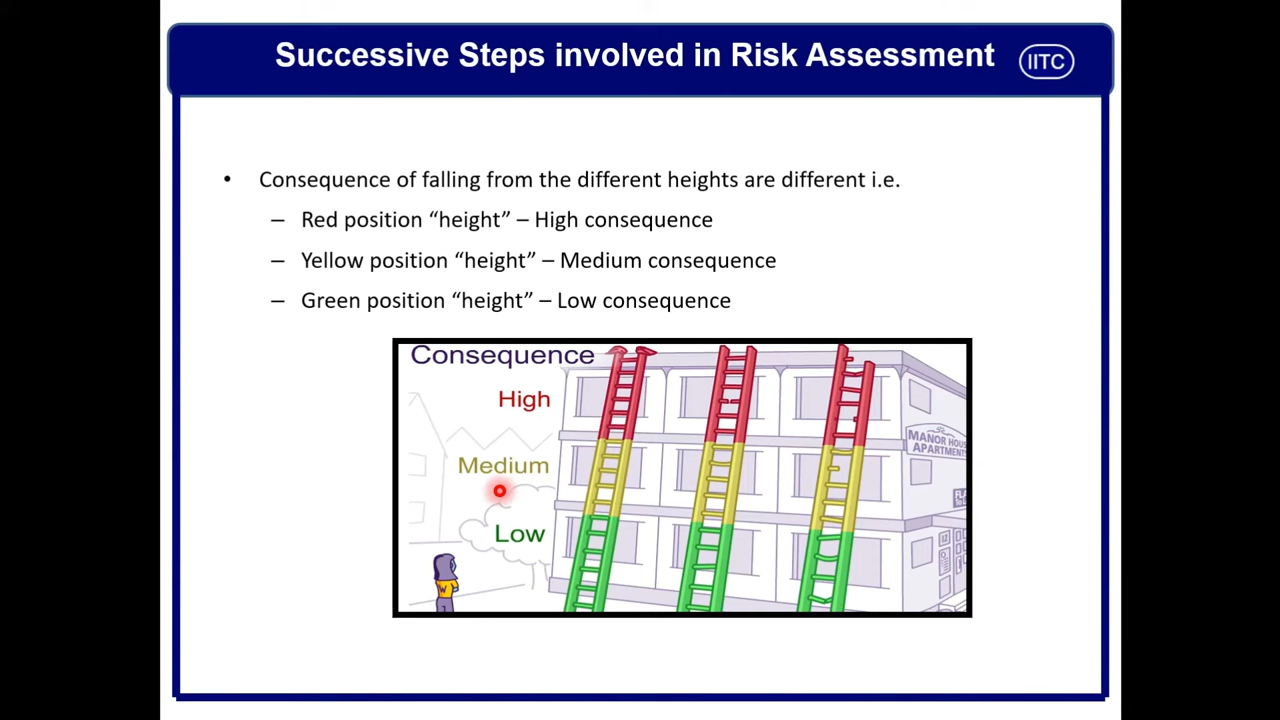 Successive Steps involved in Risk Assessment
IITC
• Consequence of falling from the different heights are different i.e.
– Red position “height” – High consequence
– Yellow position “height” – Medium consequence
– Green position “height” – Low consequence
Consequence
High
Medium
Low
MANOR HOU
APARTMENTS